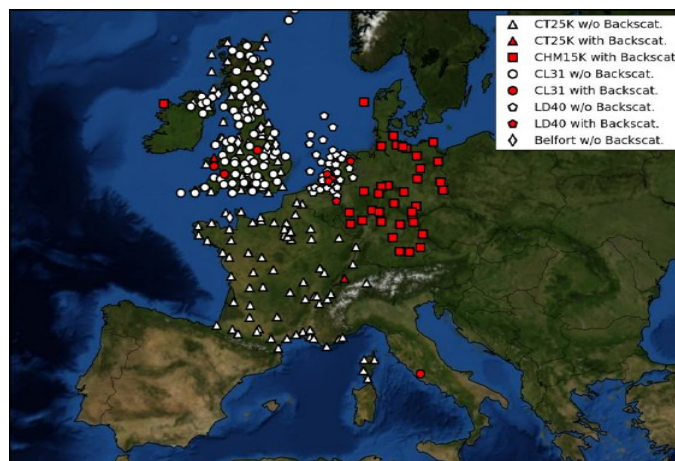 CT25K w/o Backscat.
CT25K with Backscat.
CHM15K with Backscat.
CL31 w/o Backscat.
CL31 with Backscat.
LD40 w/o Backscat.
LD40 with Backscat.
Belfort w/o Backscat.